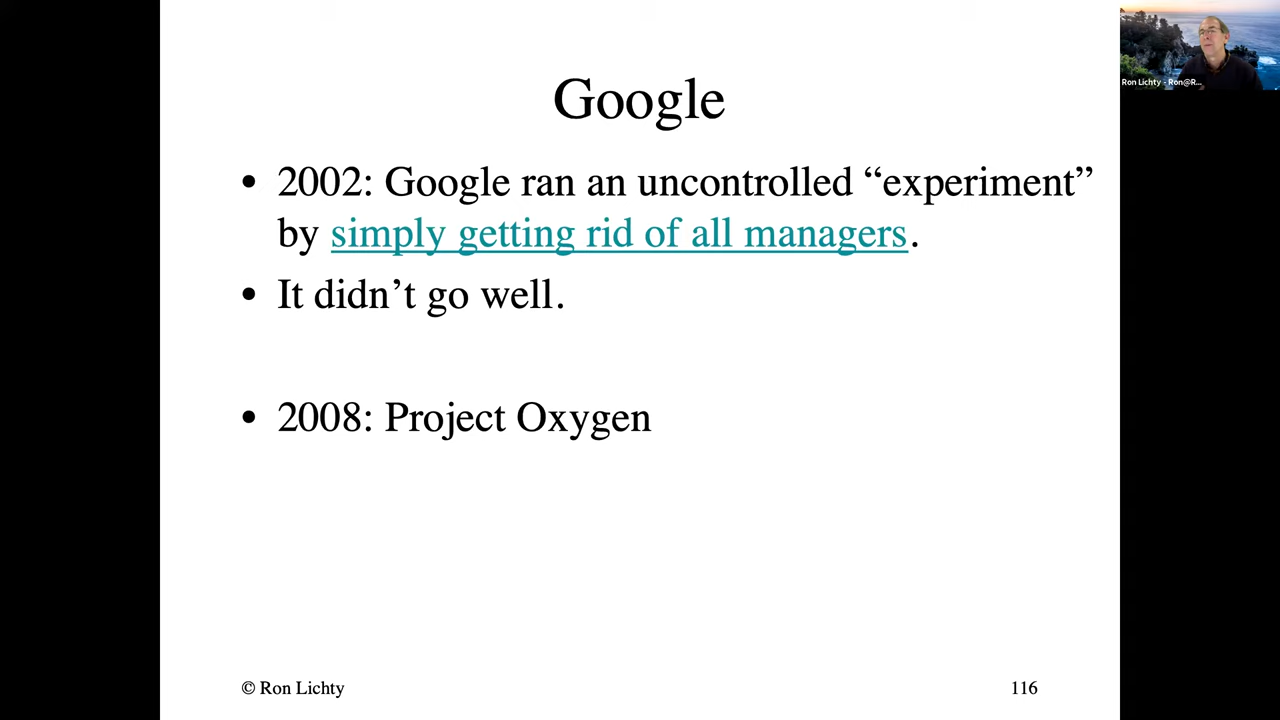 Google
• 2002: Google ran an uncontrolled “experiment”
by simply getting rid of all managers.
• It didn’t go well.
• 2008: Project Oxygen
© Ron Lichty
116
Ron Lichty - Ron@R...